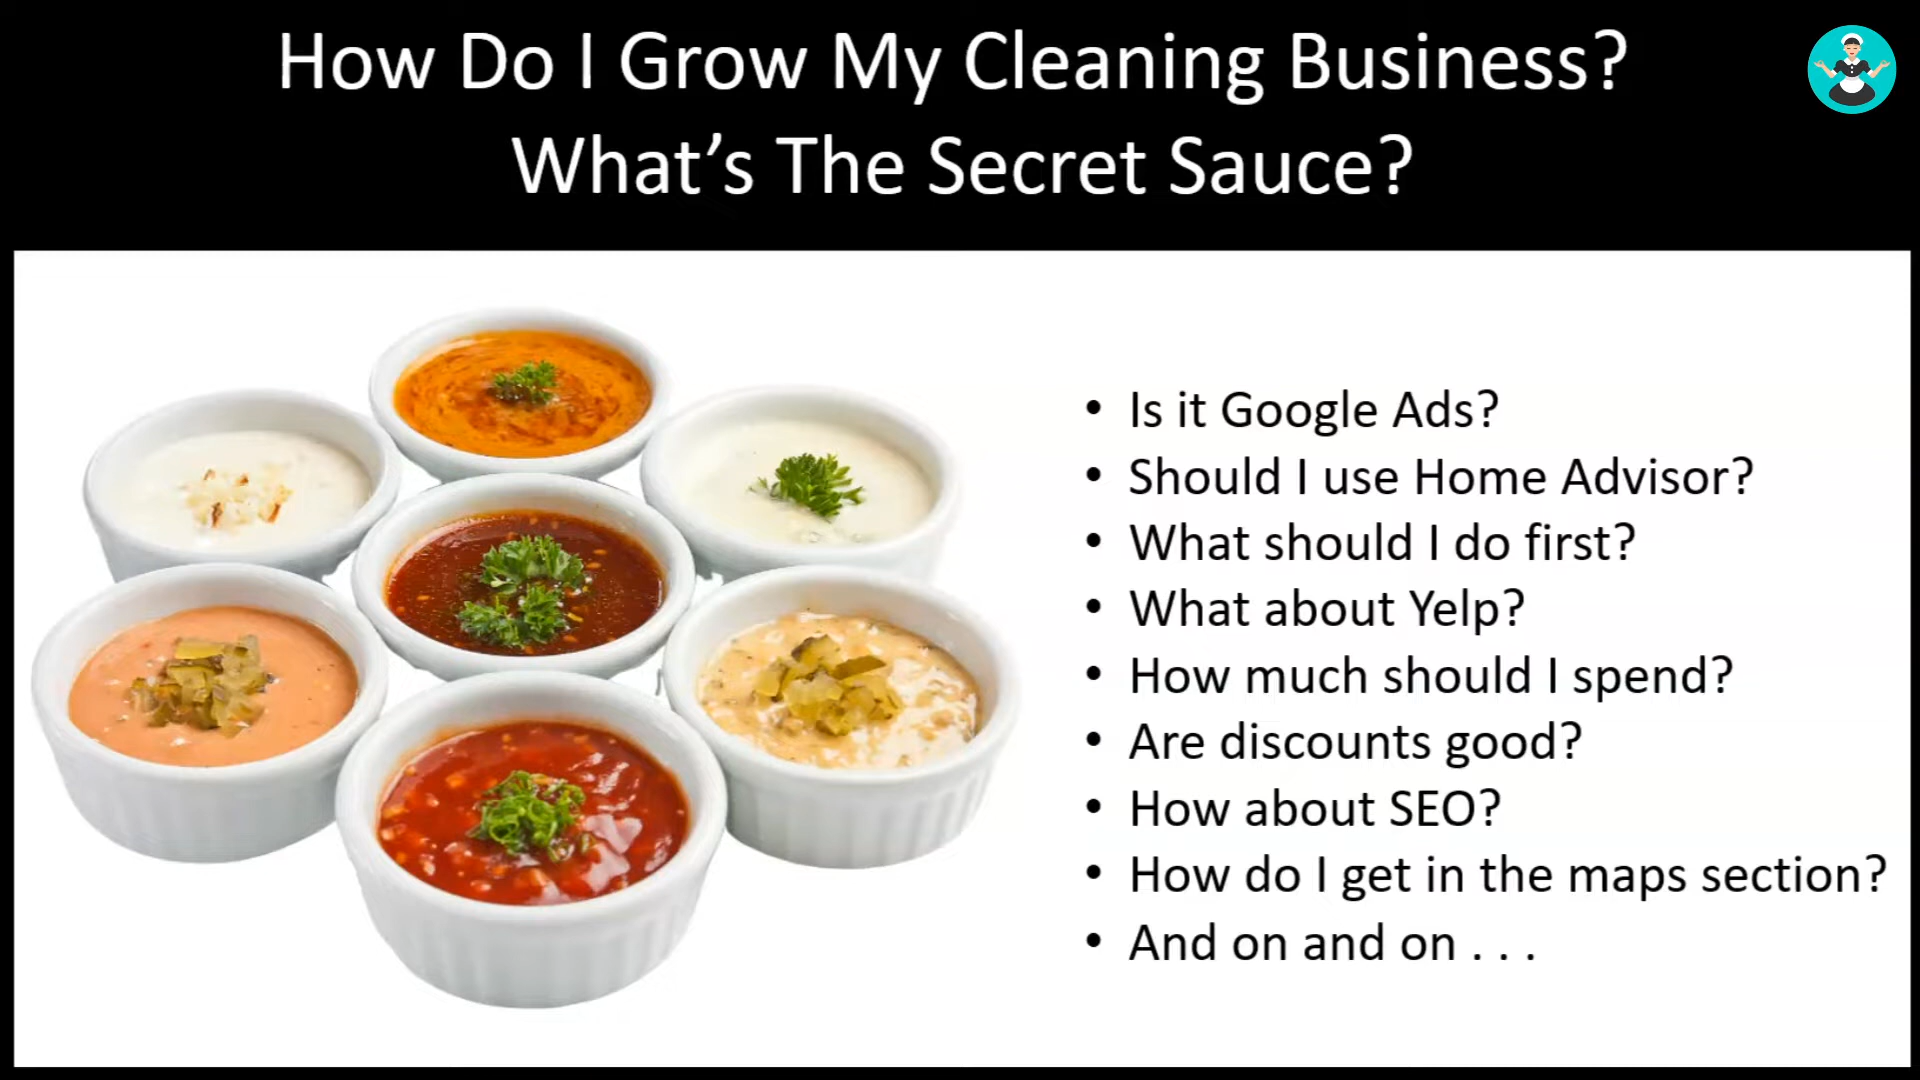 How Do I Grow My Cleaning Business?
What’s The Secret Sauce?
• Is it Google Ads?
• Should I use Home Advisor?
• What should I do first?
• What about Yelp?
• How much should I spend?
• Are discounts good?
• How about SEO?
• How do I get in the maps section?
• And on and on . . .